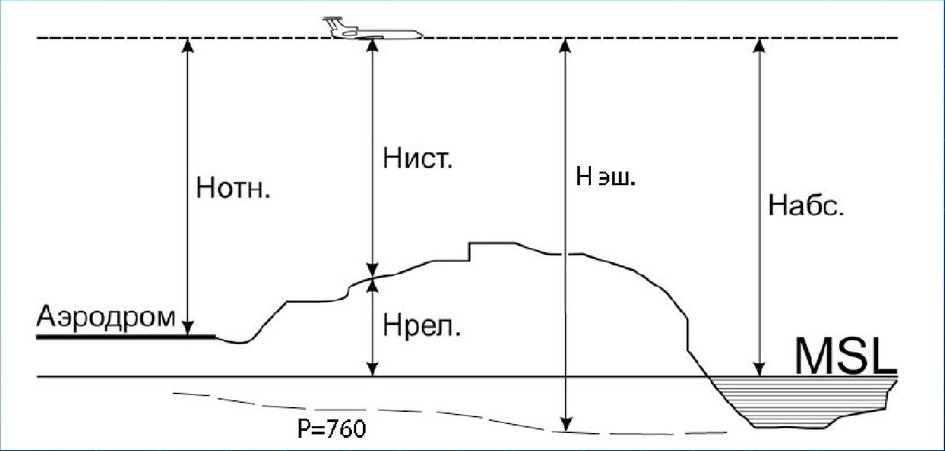 Нист.
Н эш.
Нотн.
Набс.
Аэродром
Нрел.
MSL
Р=760